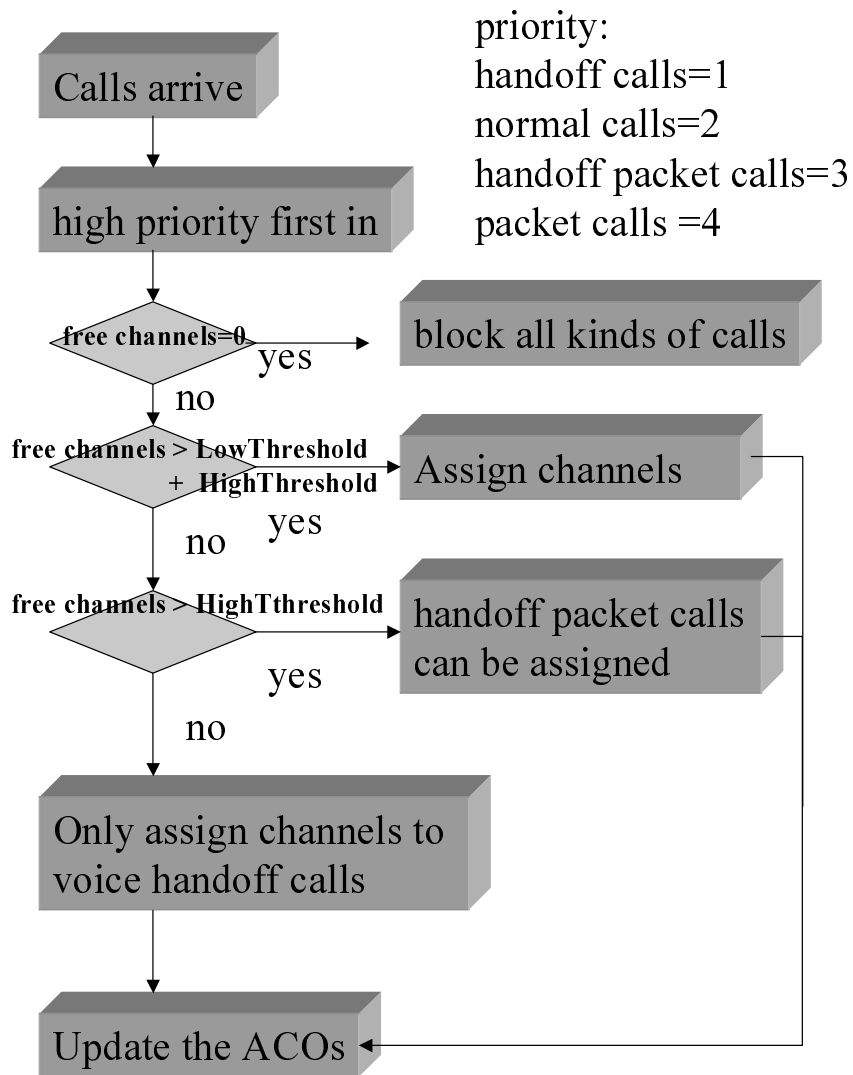 priority:
handoff calls=1
normal calls=2
handoff packet calls=3
packet calls =4
Calls arrive
high priority first in
free channels=0
yes
block all kinds of calls
no
free channels > LowThreshold
+ HighThreshold
yes
Assign channels
no
free channels > HighTthreshold
yes
handoff packet calls
can be assigned
no
Only assign channels to
voice handoff calls
Update the ACOs